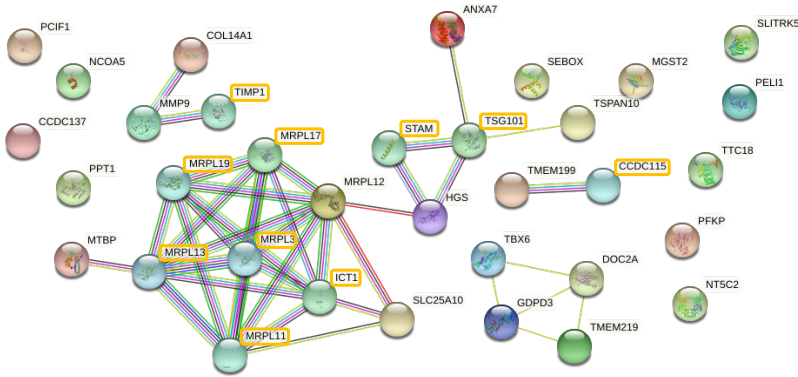 PCIF1
COL14A1
ANXA7
SLITRK5
NCOA5
SEBOX
MGST2
MMP9
TIMP1
PELI1
CCDC137
STAM
TSG101
TSPAN10
MRPL17
TTC18
PPT1
MRPL19
MRPL12
TMEM199
CCDC115
HGS
MTBP
MRPL13
MRPL3
TBX6
PFKP
DOC2A
ICT1
NT5C2
SLC25A10
GDPD3
MRPL11
TMEM219